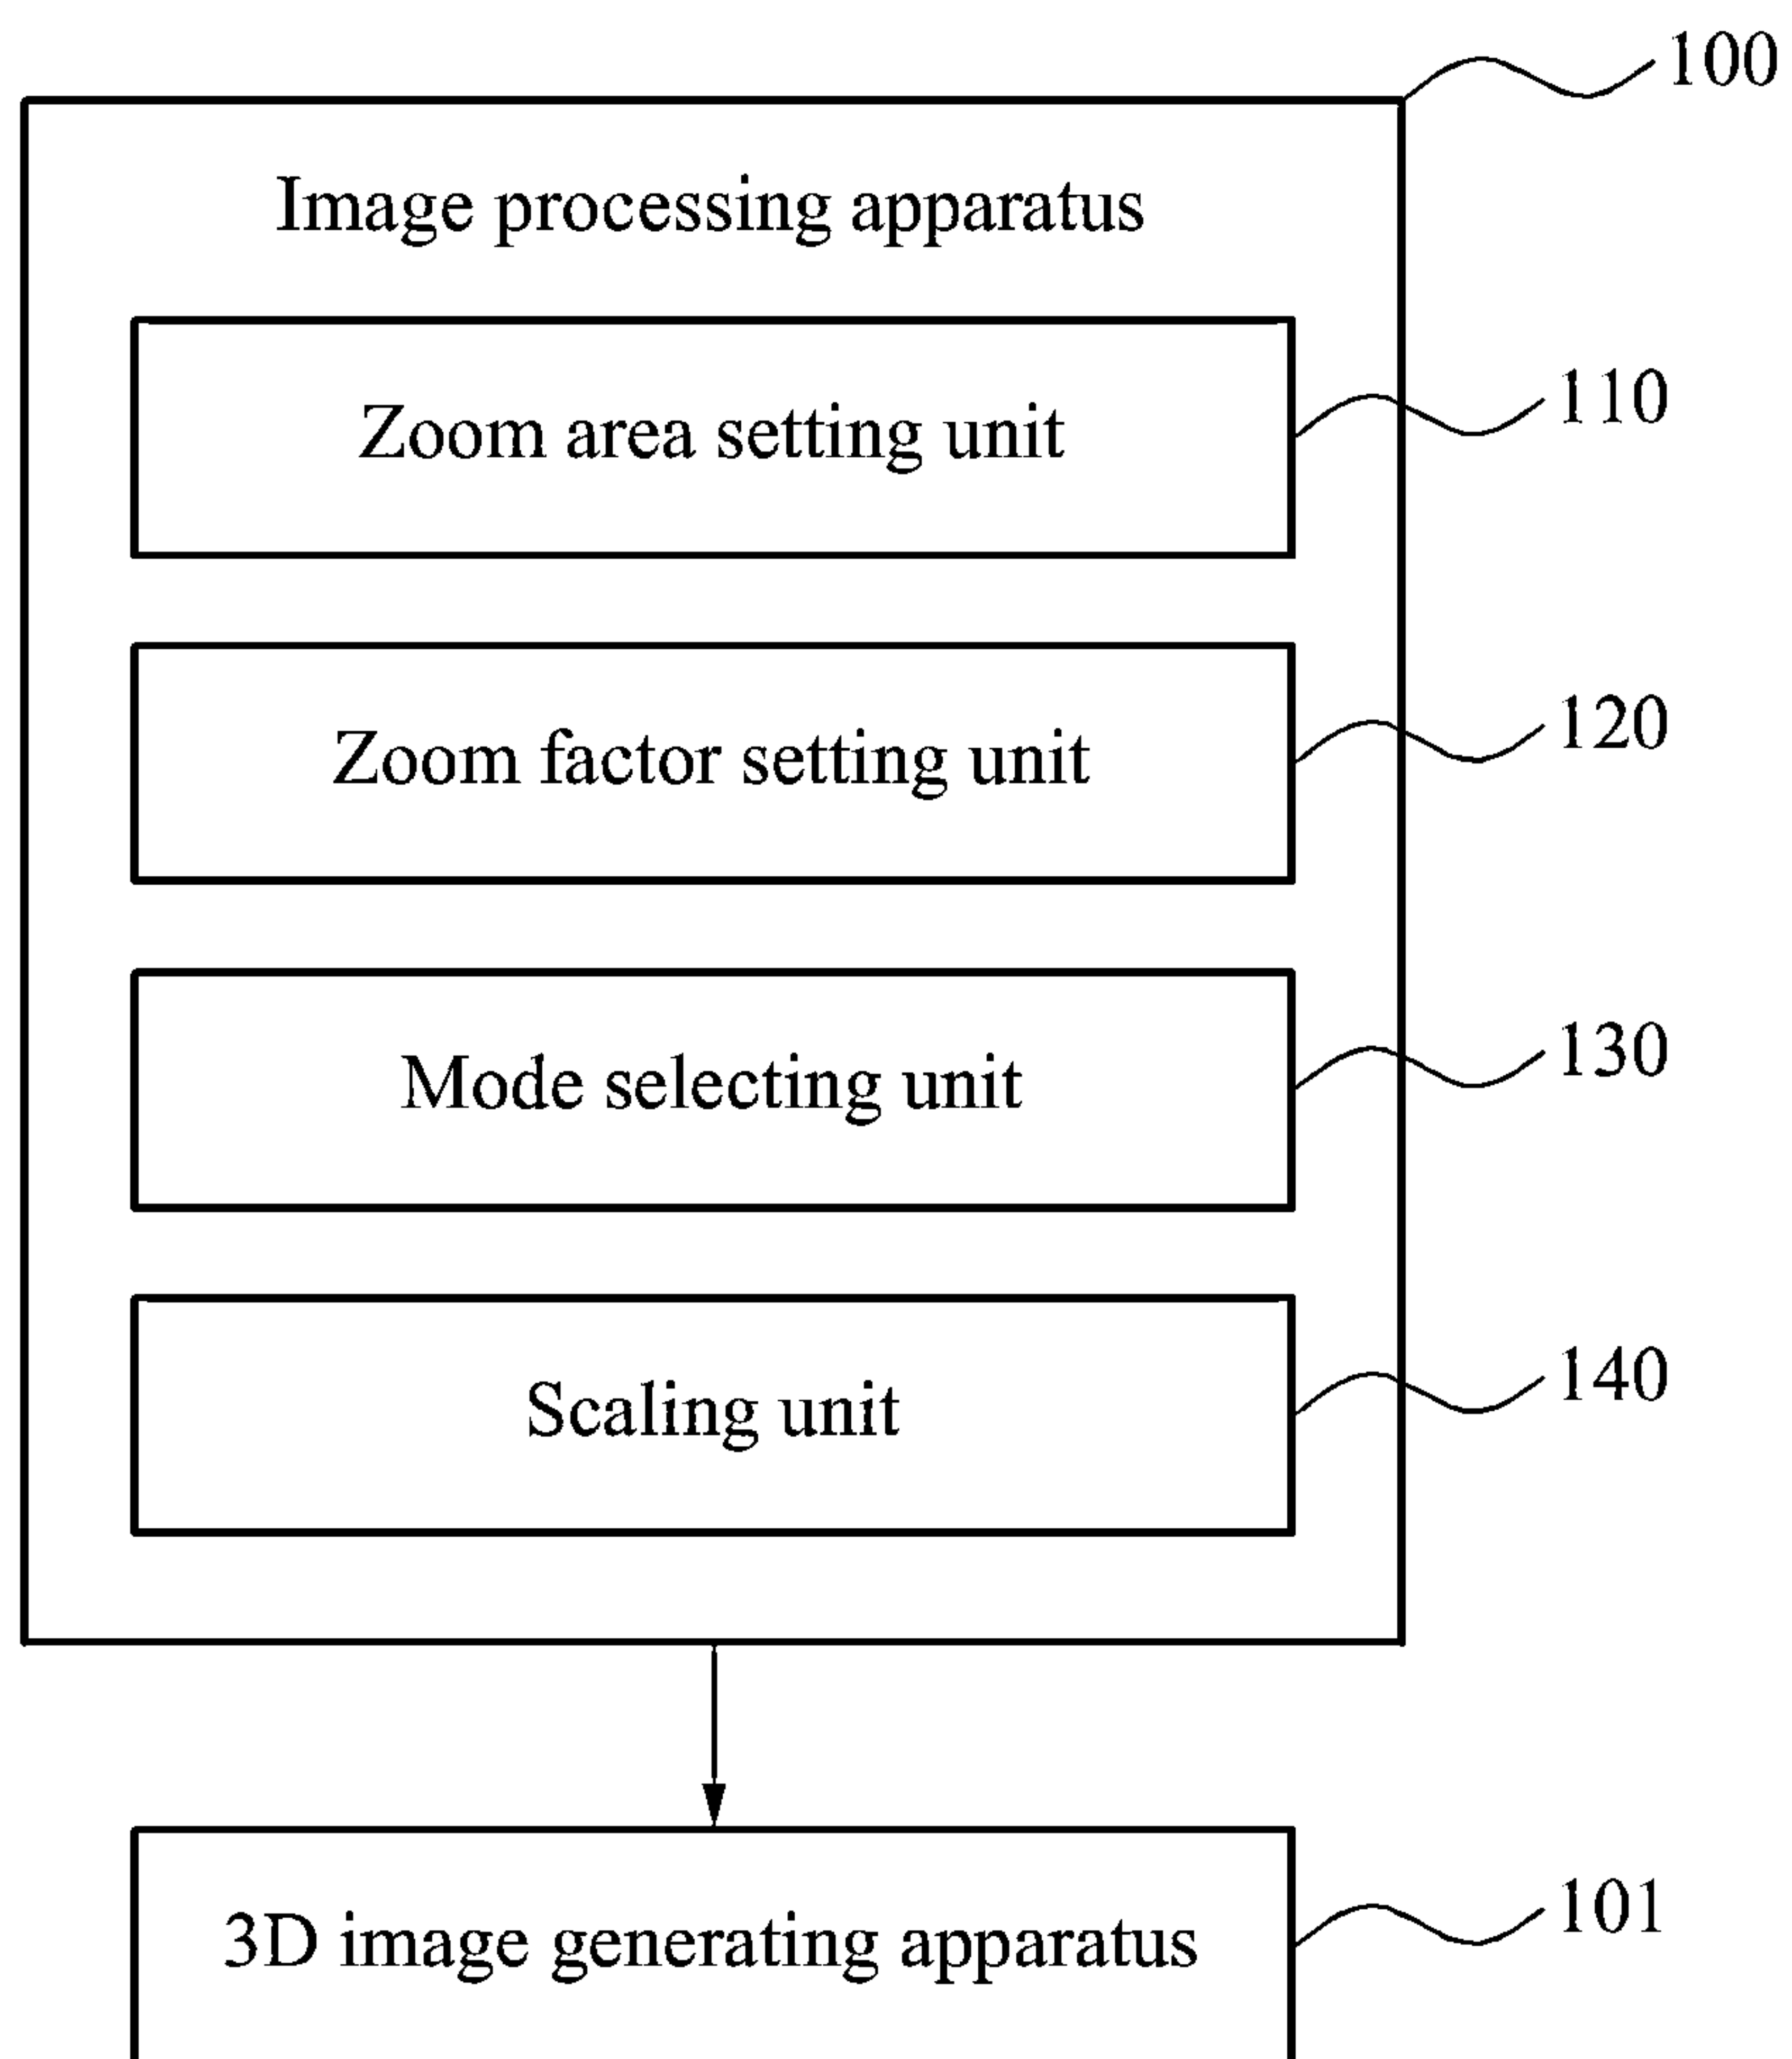 100
Image processing apparatus
Zoom area setting unit
110
Zoom factor setting unit
120
Mode selecting unit
130
Scaling unit
140
3D image generating apparatus
101